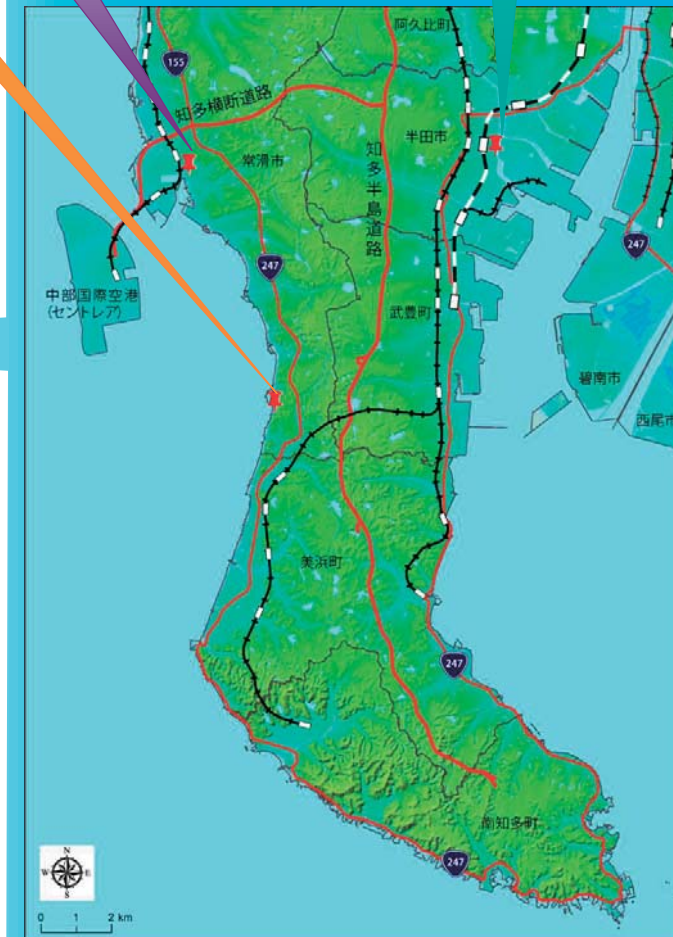 阿久比町
155
知多横断道路
半田市
常滑市
知多半島道路
247
247
中部国際空港
(セントレア)
武豊町
碧南市
西尾市
美浜町
247
南知多町
247
N
W
E
S
0 1 2 km